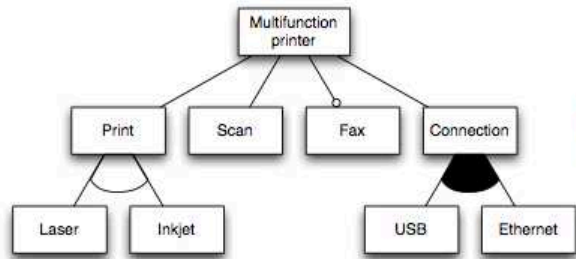 Multifunction
printer
Print
Scan
Fax
Connection
Laser
Inkjet
USB
Ethernet